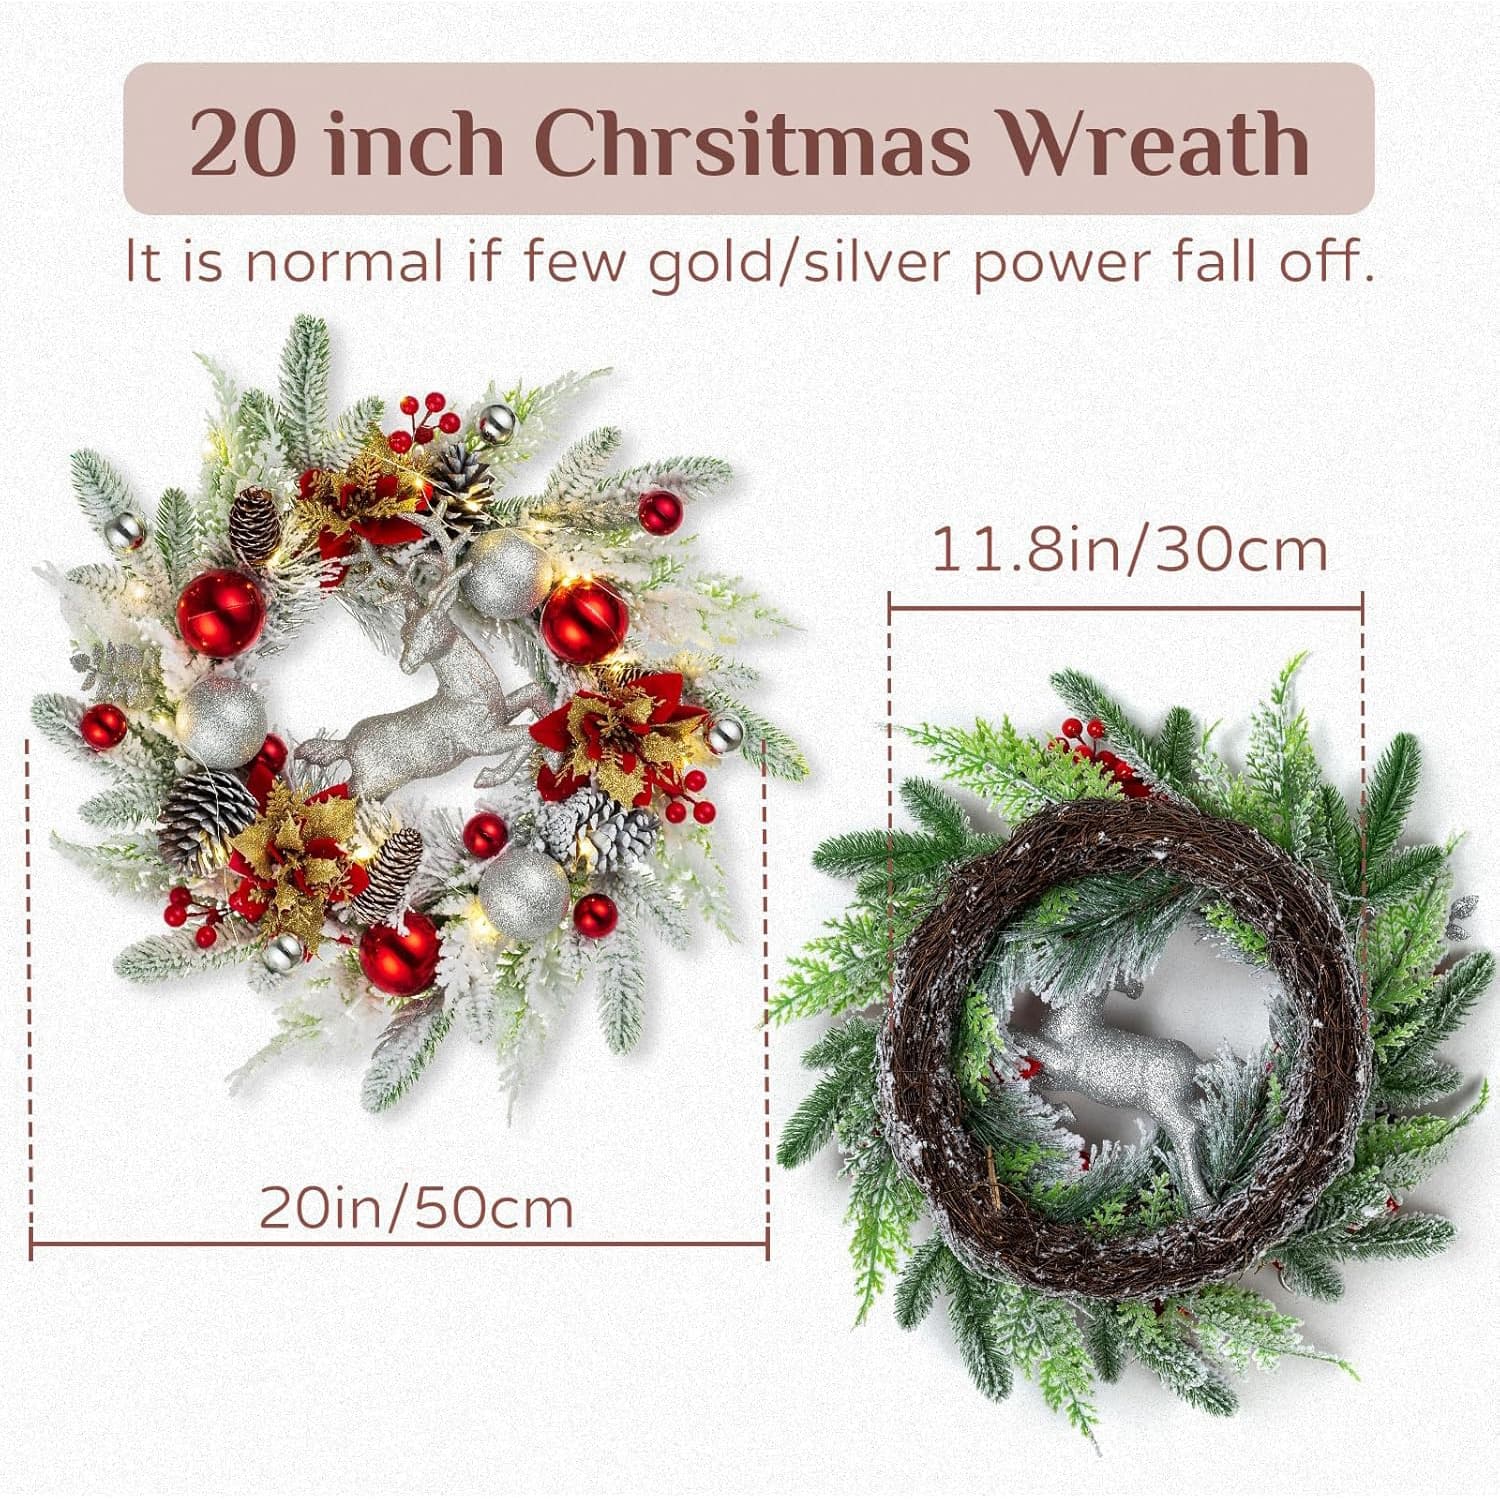 20 inch Chrsitmas Wreath
It is normal if few gold/silver power fall off.
11.8in/30cm
20in/50cm